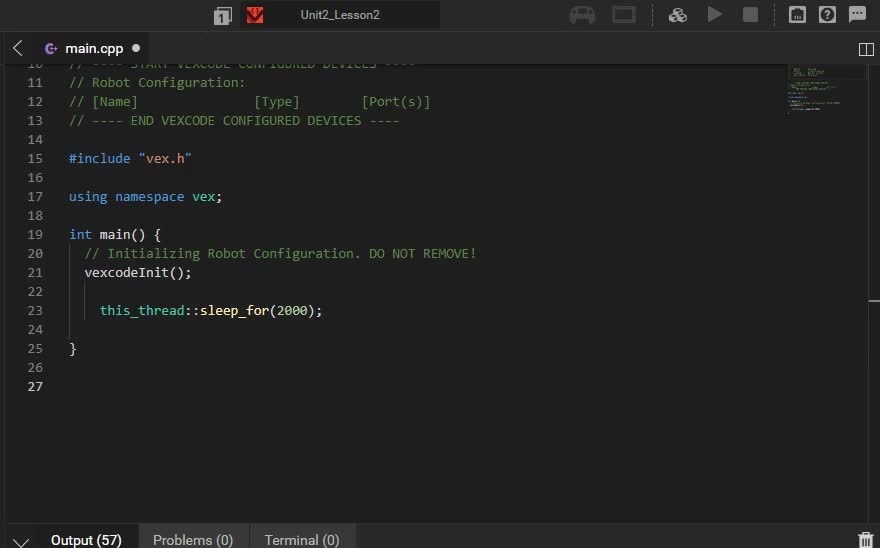 1
Unit2_Lesson2
main.cpp
10 // ---- START VEXCODE CONFIGURED DEVICES ----
11 // Robot Configuration:
12 // [Name]               [Type]        [Port(s)]
13 // ---- END VEXCODE CONFIGURED DEVICES ----
14
15 #include "vex.h"
16
17 using namespace vex;
18
19 int main() {
20   // Initializing Robot Configuration. DO NOT REMOVE!
21   vexcodeInit();
22
23     this_thread::sleep_for(2000);
24
25 }
26
27
Output (57) Problems (0) Terminal (0)